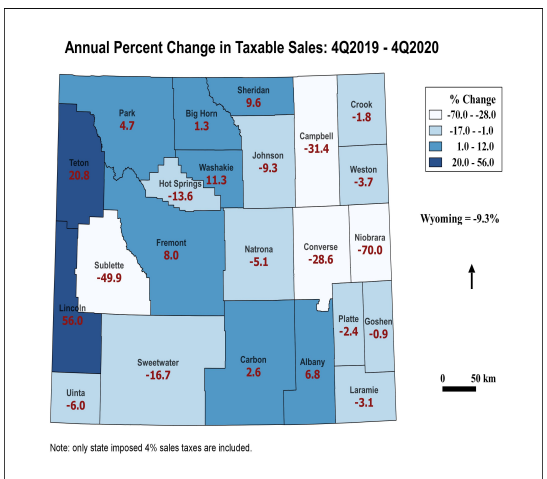 Annual Percent Change in Taxable Sales: 4Q2019 - 4Q2020
Sheridan
9.6
Park
4.7
Big Horn
1.3
Crook
-1.8
Campbell
-31.4
Teton
20.8
Johnson
-9.3
Washakie
11.3
Weston
-3.7
Hot Springs
-13.6
Fremont
8.0
Natrona
-5.1
Converse
-28.6
Niobrara
-70.0
Sublette
-49.9
Lincoln
56.0
Platte
-2.4
Goshen
-0.9
Sweetwater
-16.7
Carbon
2.6
Albany
6.8
Uinta
-6.0
Laramie
-3.1
% Change
-70.0 - -28.0
-17.0 - -1.0
1.0 - 12.0
20.0 - 56.0
Wyoming = -9.3%
0 50 km
Note: only state imposed 4% sales taxes are included.